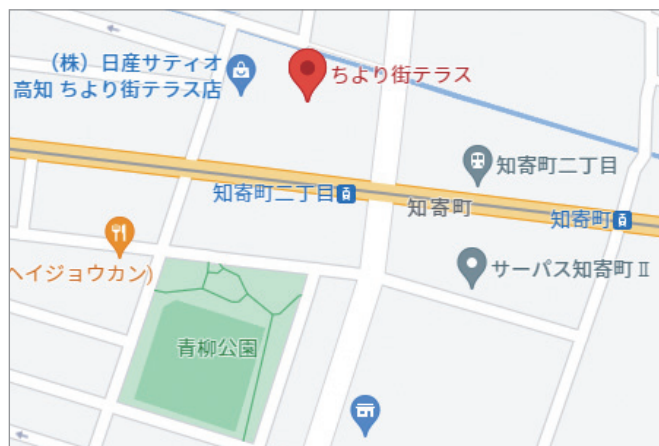 （株）日産サティオ
高知 ちより街テラス店
ちより街テラス
知寄町二丁目
知寄町二丁目
知寄町
知寄町
ヘイジョウカン)
サーパス知寄町Ⅱ
青柳公園